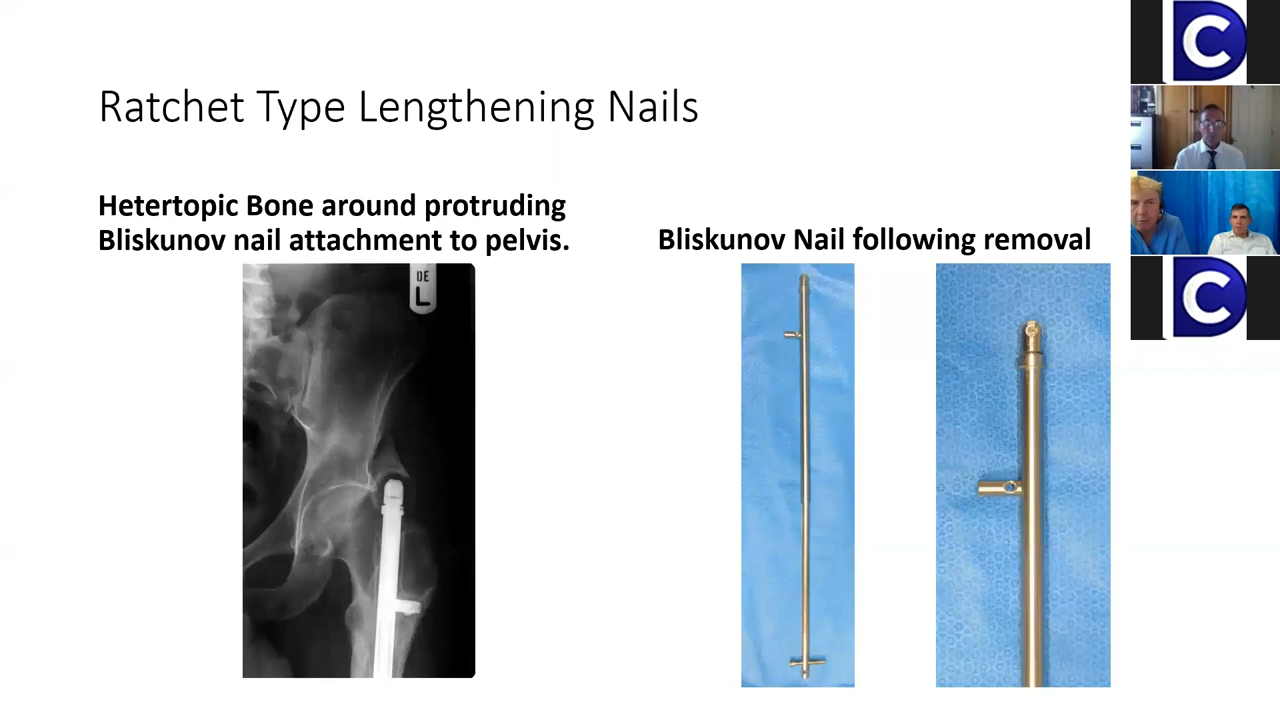 Ratchet Type Lengthening Nails
Hetertopic Bone around protruding
Bliskunov nail attachment to pelvis.
Bliskunov Nail following removal
DE
L
C
C